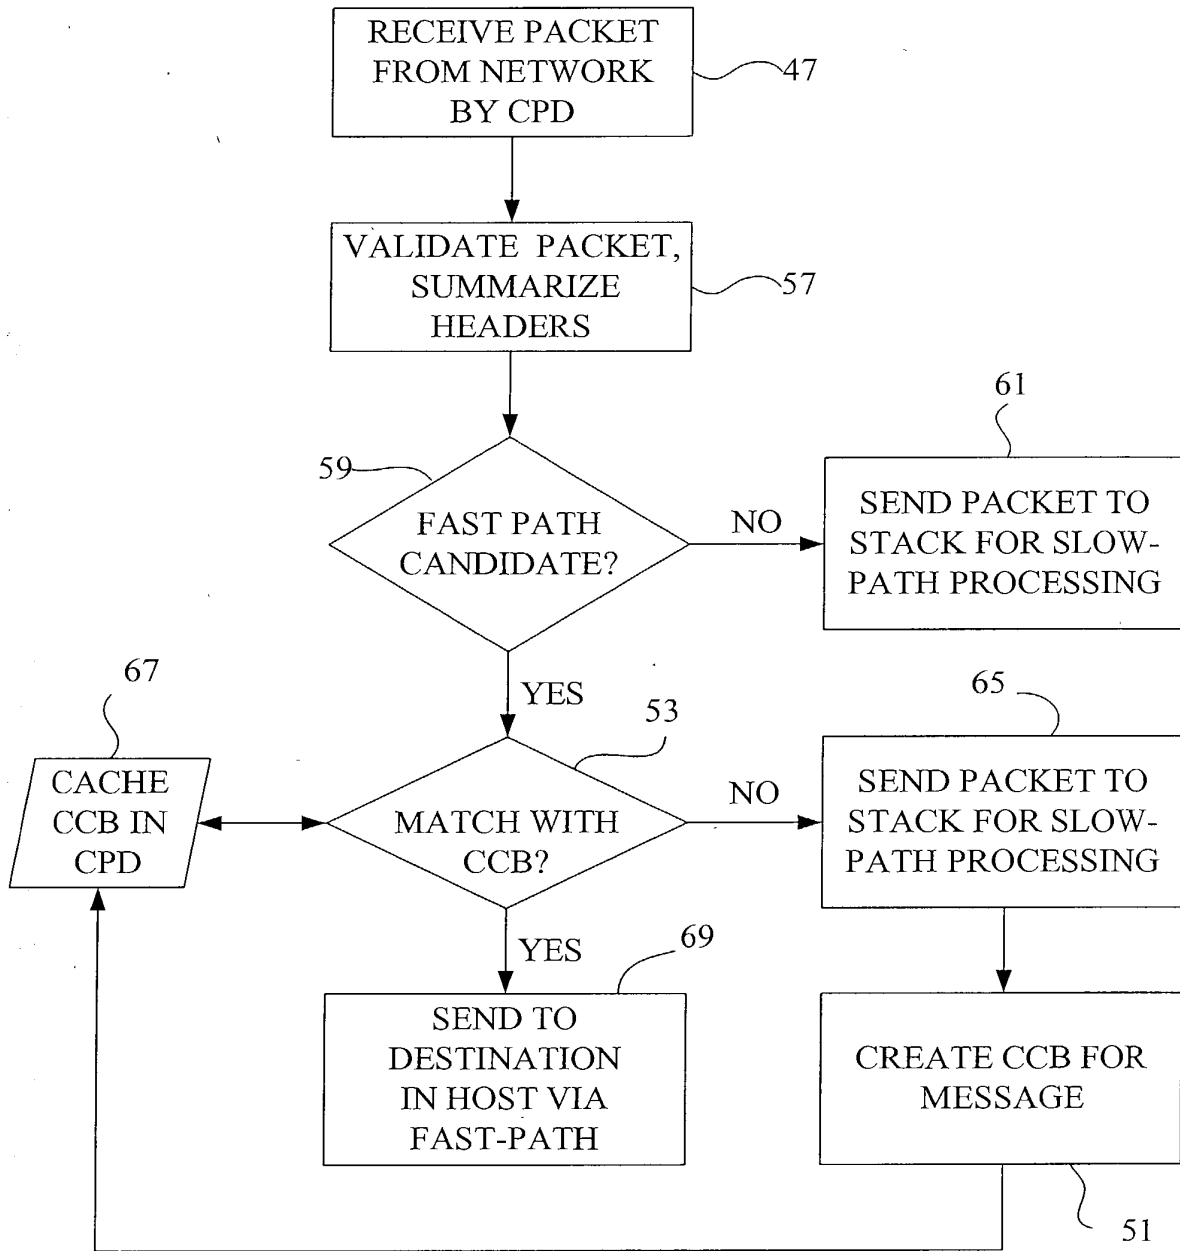 RECEIVE PACKET
FROM NETWORK
BY CPD
47
VALIDATE PACKET,
SUMMARIZE
HEADERS
57
59
FAST PATH
CANDIDATE?
NO
61
SEND PACKET TO
STACK FOR SLOW-
PATH PROCESSING
YES
67
CACHE
CCB IN
CPD
53
MATCH WITH
CCB?
NO
65
SEND PACKET TO
STACK FOR SLOW-
PATH PROCESSING
YES
69
SEND TO
DESTINATION
IN HOST VIA
FAST-PATH
CREATE CCB FOR
MESSAGE
51